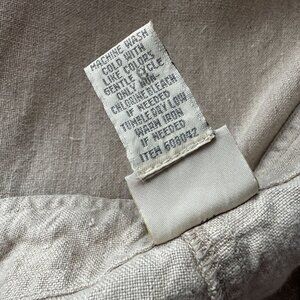 MACHINE WASH
COLD WITH
LIKE COLORS
GENTLE CYCLE
ONLY NON-
CHLORINE BLEACH
IF NEEDED
TUMBLE DRY LOW
WARM IRON
IF NEEDED
ITEM 608042